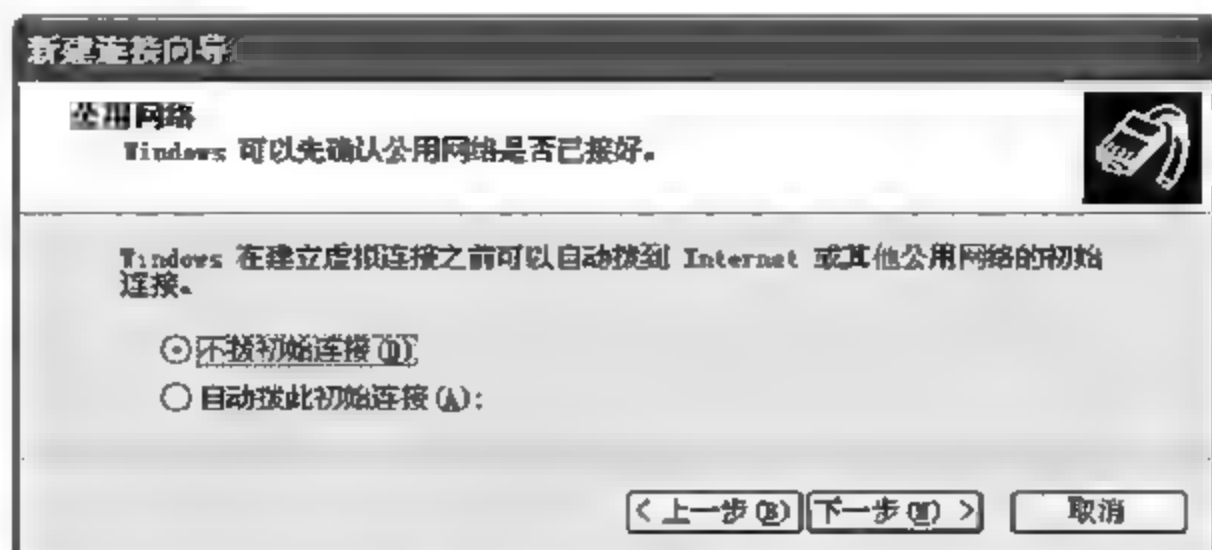 新建连接向导
公用网络
Windows 可以先确认公用网络是否已接好。
Windows 在建立虚拟连接之前可以自动拨到 Internet 或其他公用网络的初始
连接。
不拨初始连接(D)
自动拨此初始连接(A):
< 上一步(B) 下一步(N) > 取消